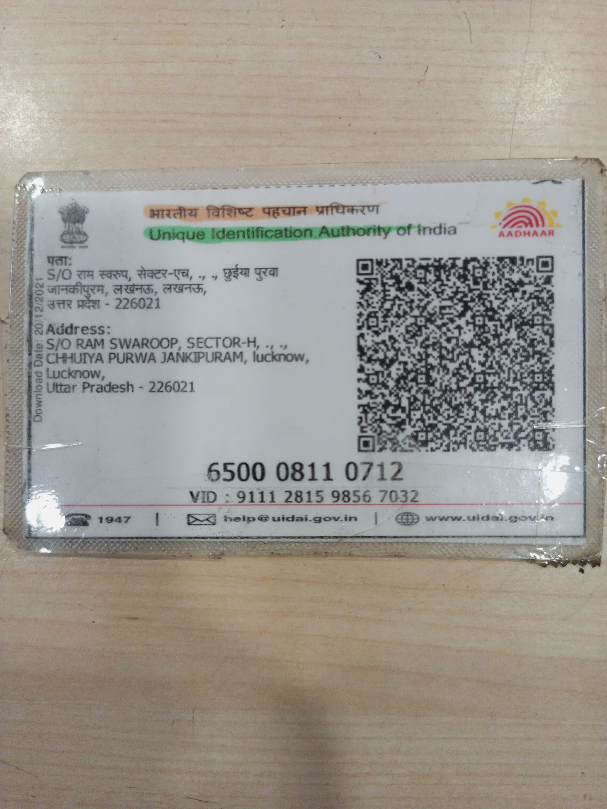 भारतीय विशिष्ट पहचान प्राधिकरण
Unique Identification Authority of India
AADHAAR
पता:
S/O राम स्वरुप, सेक्टर-एच, ., ., छुईया पुरवा
जानकीपुरम, लखनऊ, लखनऊ,
उत्तर प्रदेश - 226021
Address:
S/O RAM SWAROOP, SECTOR-H, ., .,
CHHUIYA PURWA JANKIPURAM, lucknow,
Lucknow,
Uttar Pradesh - 226021
Download Date: 20/12/2021
6500 0811 0712
VID : 9111 2815 9856 7032
1947 | help@uidai.gov.in | www.uidai.gov.in